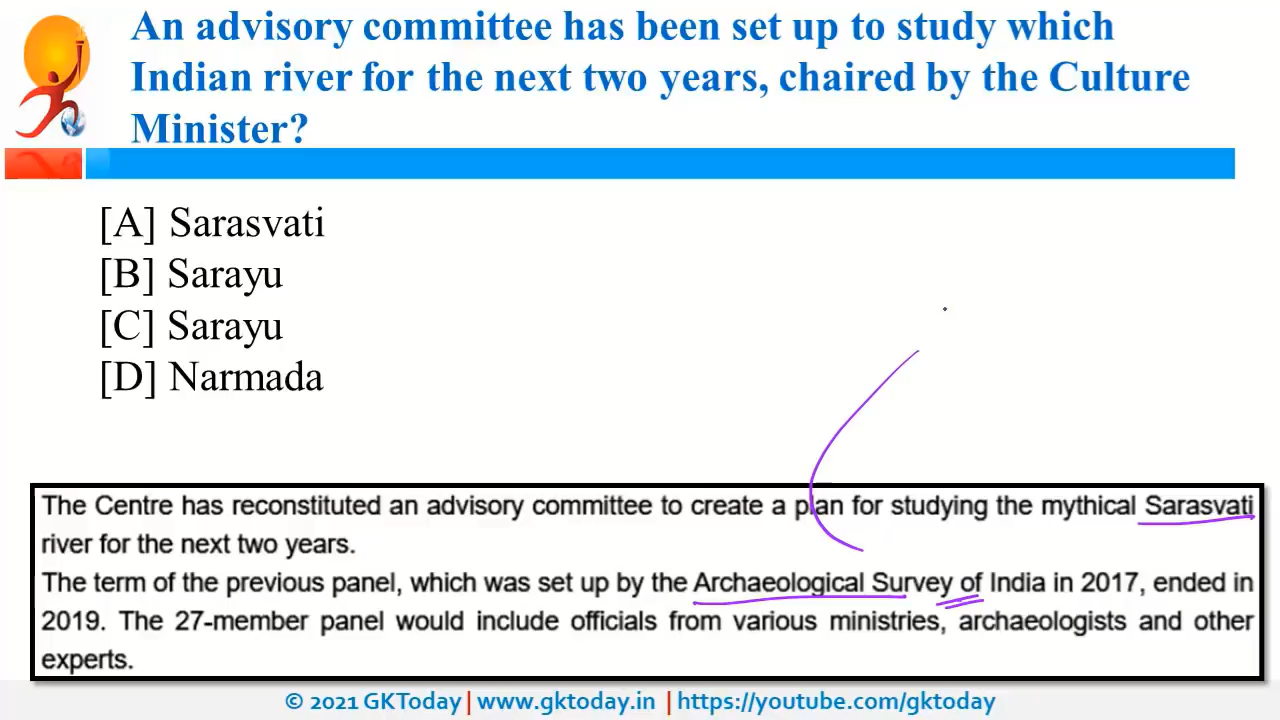 An advisory committee has been set up to study which
Indian river for the next two years, chaired by the Culture
Minister?
[A] Sarasvati
[B] Sarayu
[C] Sarayu
[D] Narmada
The Centre has reconstituted an advisory committee to create a plan for studying the mythical Sarasvati
river for the next two years.
The term of the previous panel, which was set up by the Archaeological Survey of India in 2017, ended in
2019. The 27-member panel would include officials from various ministries, archaeologists and other
experts.
© 2021 GKToday | www.gktoday.in | https://youtube.com/gktoday